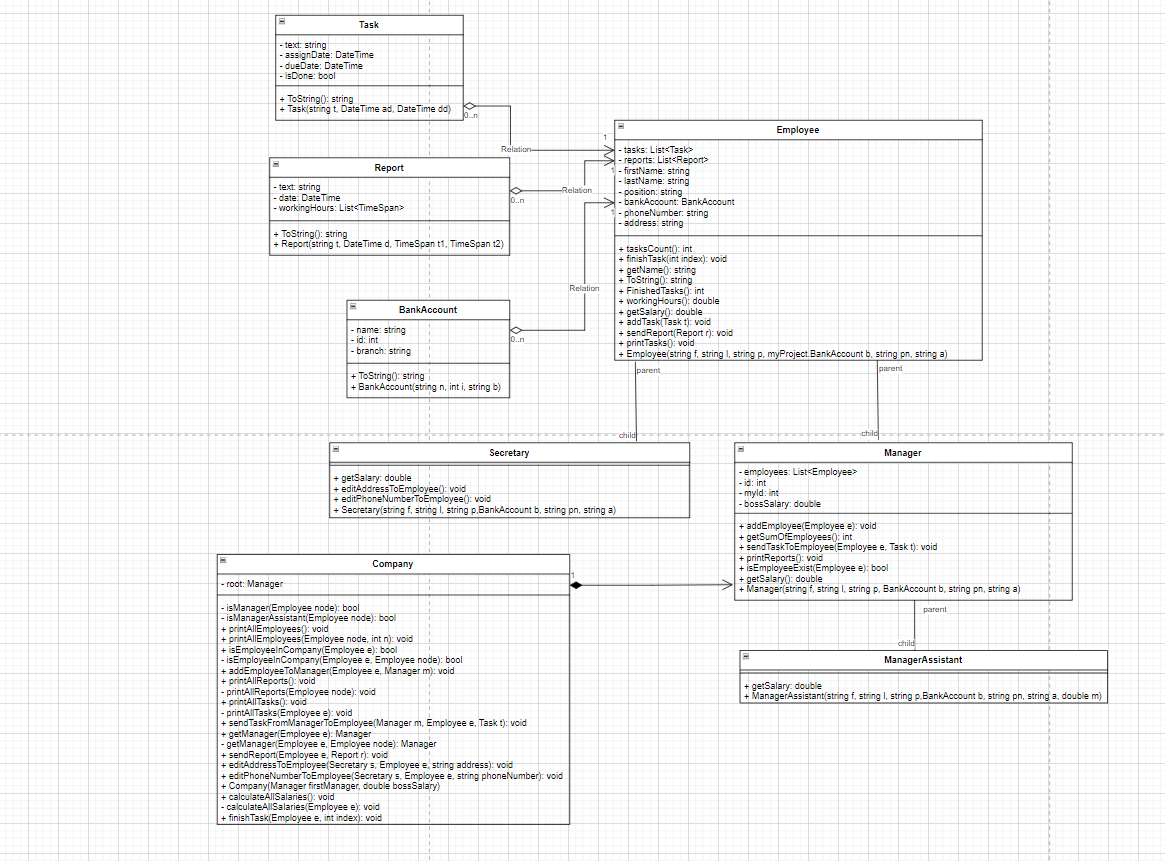 Task
- text: string
- assignDate: DateTime
- dueDate: DateTime
- isDone: bool
+ ToString(): string
+ Task(string t, DateTime ad, DateTime dd)
0..n
Relation
1
Employee
- tasks: List<Task>
- reports: List<Report>
- firstName: string
- lastName: string
- position: string
- bankAccount: BankAccount
- phoneNumber: string
- address: string
+ tasksCount(): int
+ finishTask(int index): void
+ getName(): string
+ ToString(): string
+ FinishedTasks(): int
+ workingHours(): double
+ getSalary(): double
+ addTask(Task t): void
+ sendReport(Report r): void
+ printTasks(): void
+ Employee(string f, string l, string p, myProject.BankAccount b, string pn, string a)
Report
- text: string
- date: DateTime
- workingHours: List<TimeSpan>
+ ToString(): string
+ Report(string t, DateTime d, TimeSpan t1, TimeSpan t2)
0..n
Relation
1
1
Relation
BankAccount
- name: string
- id: int
- branch: string
+ ToString(): string
+ BankAccount(string n, int i, string b)
0..n
parent
child
parent
child
Secretary
+ getSalary: double
+ editAddressToEmployee(): void
+ editPhoneNumberToEmployee(): void
+ Secretary(string f, string l, string p,BankAccount b, string pn, string a)
Manager
- employees: List<Employee>
- id: int
- myId: int
- bossSalary: double
+ addEmployee(Employee e): void
+ getSumOfEmployees(): int
+ sendTaskToEmployee(Employee e, Task t): void
+ printReports(): void
+ isEmployeeExist(Employee e): bool
+ getSalary(): double
+ Manager(string f, string l, string p, BankAccount b, string pn, string a)
Company
- root: Manager
- isManager(Employee node): bool
- isManagerAssistant(Employee node): bool
+ printAllEmployees(): void
+ printAllEmployees(Employee node, int n): void
+ isEmployeeInCompany(Employee e): bool
- isEmployeeInCompany(Employee e, Employee node): bool
+ addEmployeeToManager(Employee e, Manager m): void
+ printAllReports(): void
- printAllReports(Employee node): void
+ printAllTasks(): void
- printAllTasks(Employee e): void
+ sendTaskFromManagerToEmployee(Manager m, Employee e, Task t): void
+ getManager(Employee e): Manager
- getManager(Employee e, Employee node): Manager
+ sendReport(Employee e, Report r): void
+ editAddressToEmployee(Secretary s, Employee e, string address): void
+ editPhoneNumberToEmployee(Secretary s, Employee e, string phoneNumber): void
+ Company(Manager firstManager, double bossSalary)
+ calculateAllSalaries(): void
- calculateAllSalaries(Employee e): void
+ finishTask(Employee e, int index): void
1
parent
child
ManagerAssistant
+ getSalary: double
+ ManagerAssistant(string f, string l, string p,BankAccount b, string pn, string a, double m)